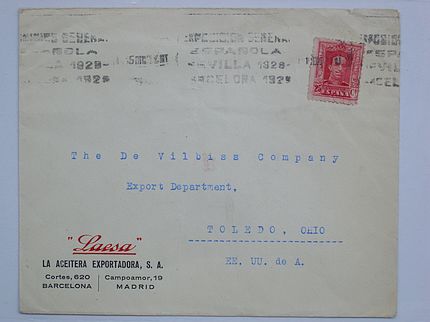 EXPOSICION GENERAL
ESPAÑOLA
SEVILLA 1928-
BARCELONA 1929
ESPAÑA
The De Vilbiss Company
Export Department,
TOLEDO, OHIO
EE. UU. de A.
"Laesa"
LA ACEITERA EXPORTADORA, S. A.
Cortes, 620 | Campoamor, 19
BARCELONA | MADRID